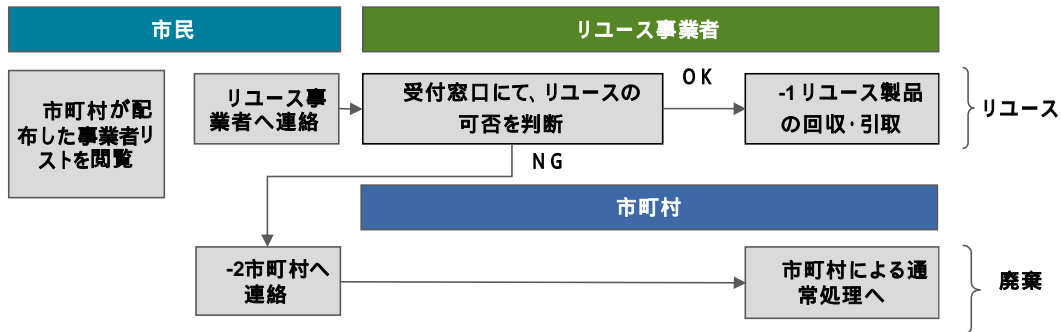 市民
リユース事業者
市町村が配
布した事業者リ
ストを閲覧
リユース事
業者へ連絡
受付窓口にて、リユースの
可否を判断
OK
-1リユース製品
の回収・引取
リユース
NG
市町村
-2市町村へ
連絡
市町村による通
常処理へ
廃棄